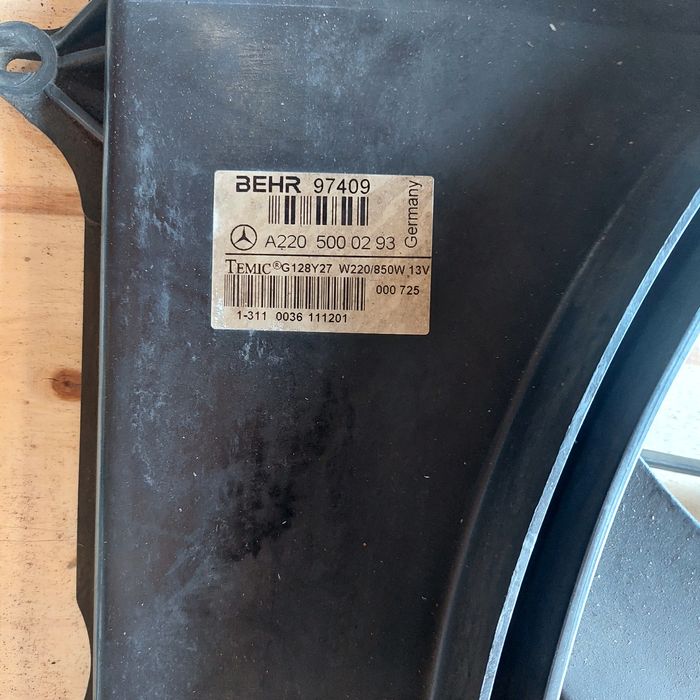 BEHR 97409
A220 500 02 93
Germany
TEMIC® G128Y27 W220/850W 13V
000 725
1-311 0036 111201